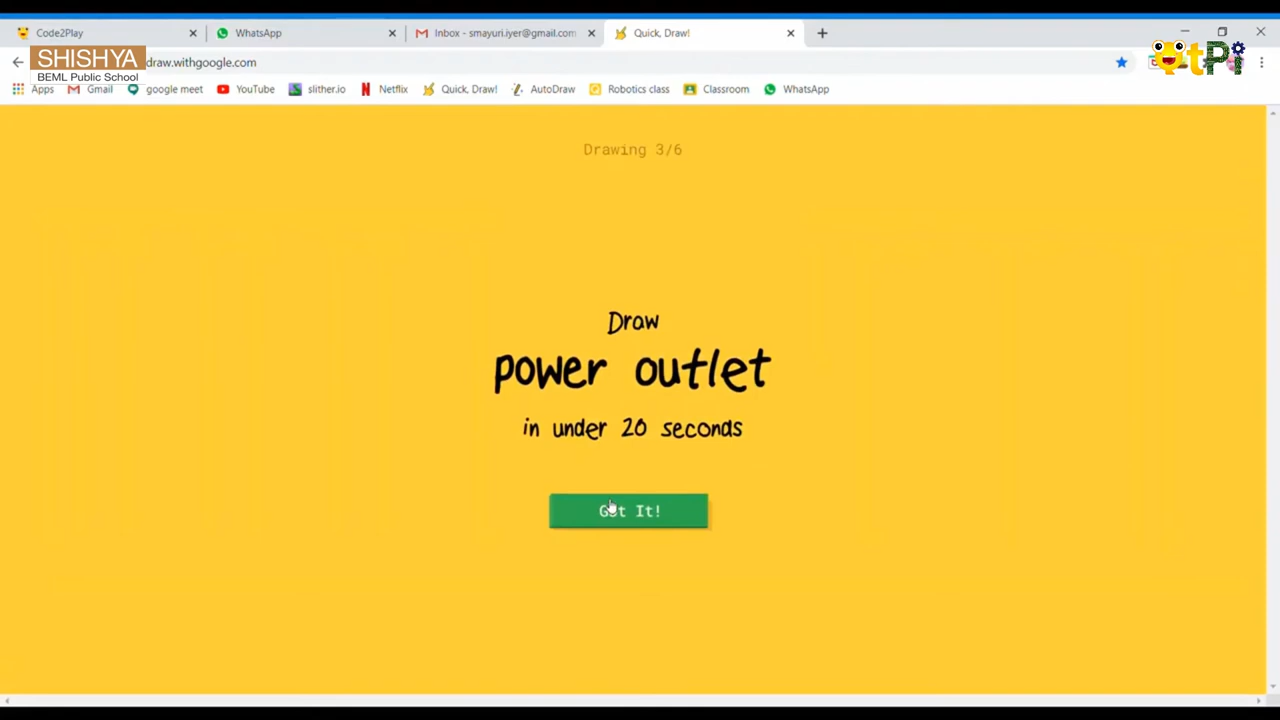 Code2Play
WhatsApp
Inbox - smayuri.iyer@gmail.com
Quick, Draw!
SHISHYA
BEML Public School
draw.withgoogle.com
tPi
Apps
Gmail
google meet
YouTube
slither.io
Netflix
Quick, Draw!
AutoDraw
Robotics class
Classroom
WhatsApp
Drawing 3/6
Draw
power outlet
in under 20 seconds
Got It!